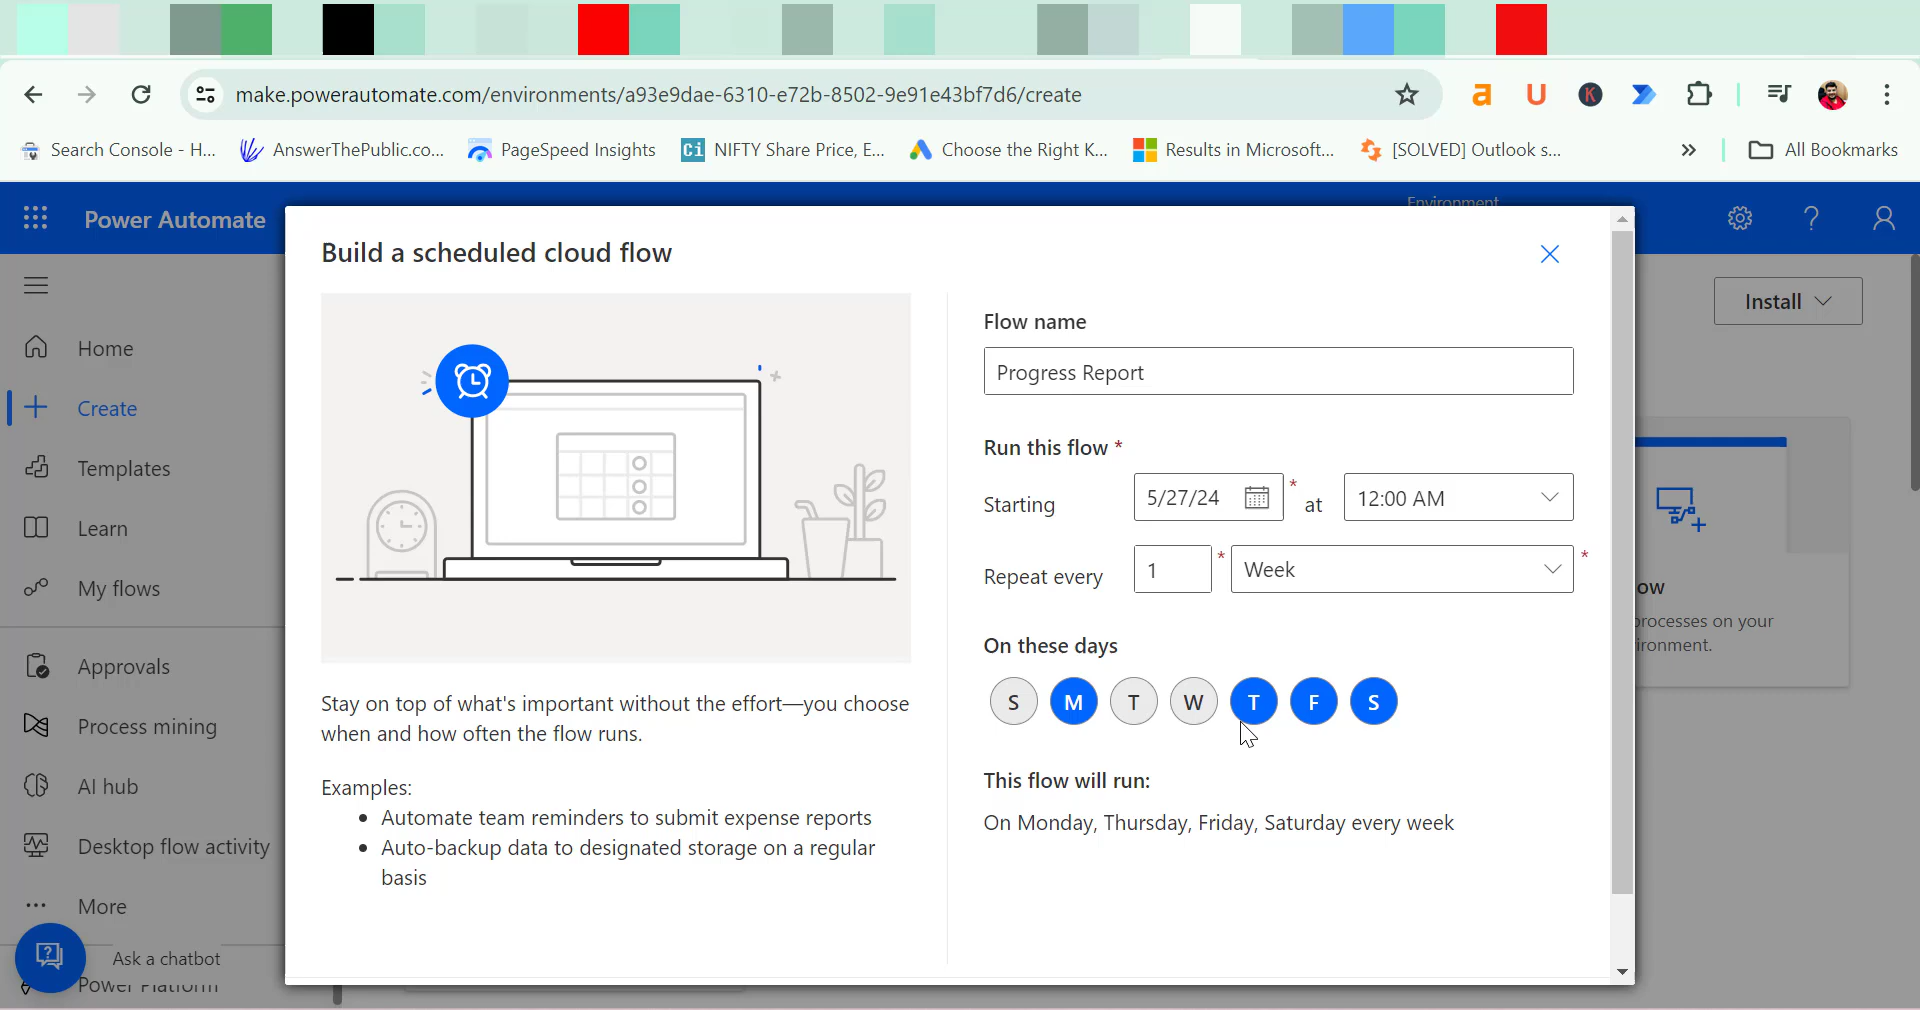 make.powerautomate.com/environments/a93e9dae-6310-e72b-8502-9e91e43bf7d6/create
Search Console - H...
AnswerThePublic.co...
PageSpeed Insights
NIFTY Share Price, E...
Choose the Right K...
Results in Microsoft...
[SOLVED] Outlook s...
All Bookmarks
Power Automate
Environment
Build a scheduled cloud flow
Install
Home
Create
Templates
Learn
My flows
Approvals
Process mining
AI hub
Desktop flow activity
More
Ask a chatbot
Power Platform
Stay on top of what's important without the effort—you choose
when and how often the flow runs.
Examples:
• Automate team reminders to submit expense reports
• Auto-backup data to designated storage on a regular
basis
Flow name
Progress Report
Run this flow *
Starting 5/27/24 * at 12:00 AM
Repeat every 1 * Week *
On these days
S M T W T F S
This flow will run:
On Monday, Thursday, Friday, Saturday every week
ow
processes on your
ironment.